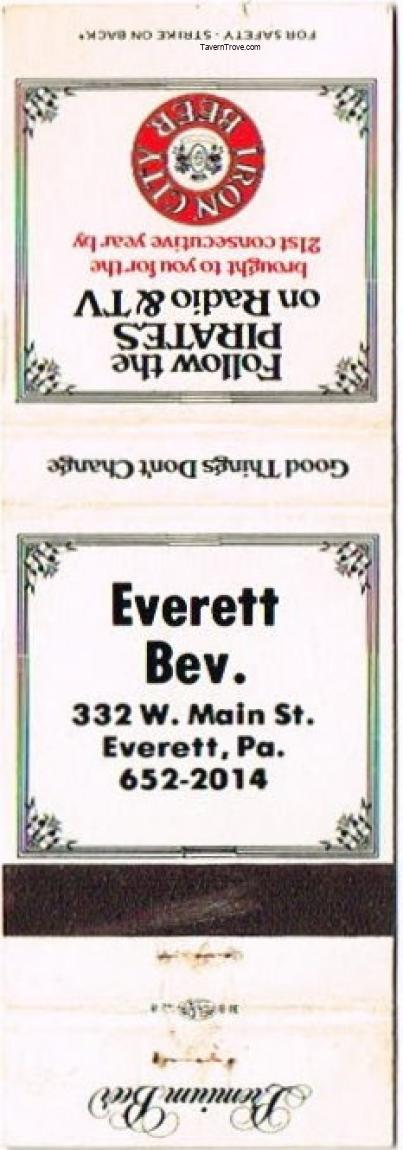 FOR SAFETY - STRIKE ON BACK*
TavernTrove.com
IRON CITY
BEER
Follow the
PIRATES
on Radio & TV
brought to you for the
21st consecutive year by
Good Things Don't Change
Everett
Bev.
332 W. Main St.
Everett, Pa.
652-2014
Premium Beer